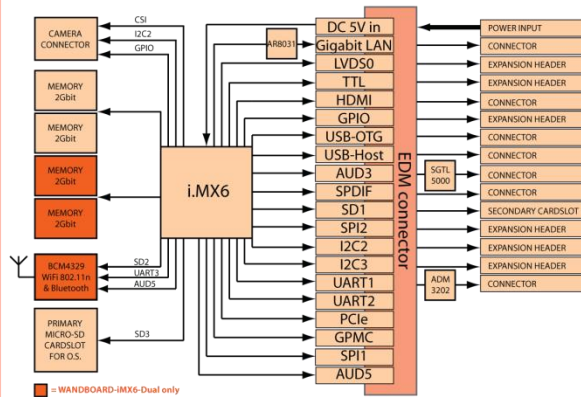 CAMERA
CONNECTOR
CSI
I2C2
GPIO
MEMORY
2Gbit
MEMORY
2Gbit
MEMORY
2Gbit
MEMORY
2Gbit
BCM4329
WiFi 802.11n
& Bluetooth
SD2
UART3
AUD5
PRIMARY
MICRO-SD
CARDSLOT
FOR O.S.
SD3
= WANDBOARD-iMX6-Dual only
i.MX6
AR8031
DC 5V in
Gigabit LAN
LVDS0
TTL
HDMI
GPIO
USB-OTG
USB-Host
AUD3
SPDIF
SD1
SPI2
I2C2
I2C3
UART1
UART2
PCIe
GPMC
SPI1
AUD5
EDM connector
SGTL
5000
ADM
3202
POWER INPUT
CONNECTOR
EXPANSION HEADER
EXPANSION HEADER
CONNECTOR
EXPANSION HEADER
CONNECTOR
CONNECTOR
CONNECTOR
CONNECTOR
SECONDARY CARDSLOT
EXPANSION HEADER
EXPANSION HEADER
EXPANSION HEADER
CONNECTOR